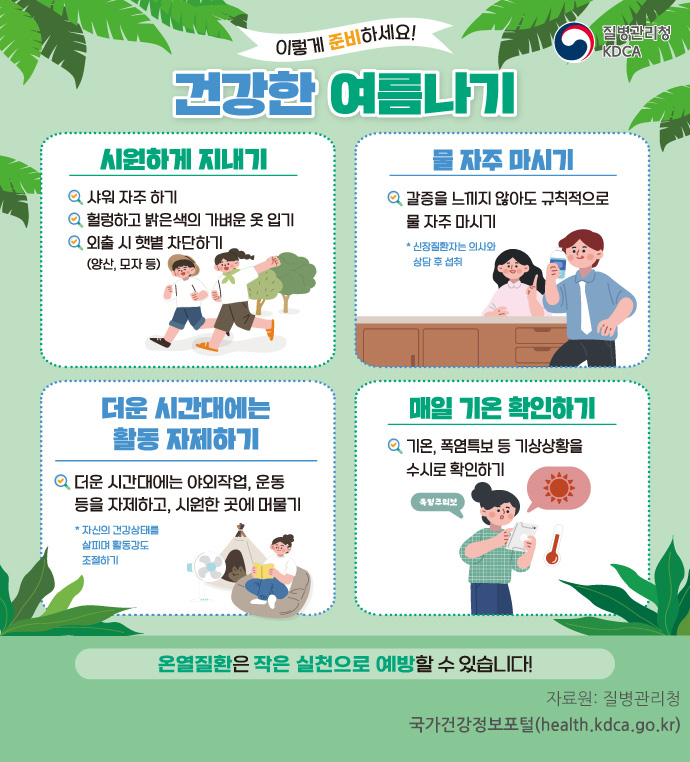 이렇게 준비하세요!
질병관리청
KDCA
건강한 여름나기
시원하게 지내기
샤워 자주 하기
헐렁하고 밝은색의 가벼운 옷 입기
외출 시 햇볕 차단하기
(양산, 모자 등)
물 자주 마시기
갈증을 느끼지 않아도 규칙적으로
물 자주 마시기
* 신장질환자는 의사와
상담 후 섭취
더운 시간대에는
활동 자제하기
더운 시간대에는 야외작업, 운동
등을 자제하고, 시원한 곳에 머물기
* 자신의 건강상태를
살피며 활동강도
조절하기
매일 기온 확인하기
기온, 폭염특보 등 기상상황을
수시로 확인하기
폭염주의보
온열질환은 작은 실천으로 예방할 수 있습니다!
자료원: 질병관리청
국가건강정보포털(health.kdca.go.kr)